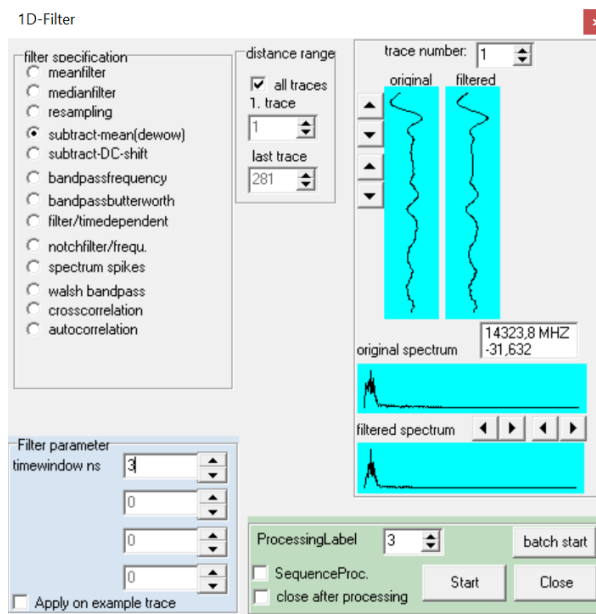 1D-Filter
filter specification
meanfilter
medianfilter
resampling
subtract-mean(dewow)
subtract-DC-shift
bandpassfrequency
bandpassbutterworth
filter/timedependent
notchfilter/frequ.
spectrum spikes
walsh bandpass
crosscorrelation
autocorrelation
distance range
all traces
1. trace
1
last trace
281
trace number: 1
original filtered
original spectrum
14323,8 MHZ
-31,632
filtered spectrum
Filter parameter
timewindow ns 3
0
0
0
Apply on example trace
ProcessingLabel 3
batch start
SequenceProc.
close after processing
Start
Close